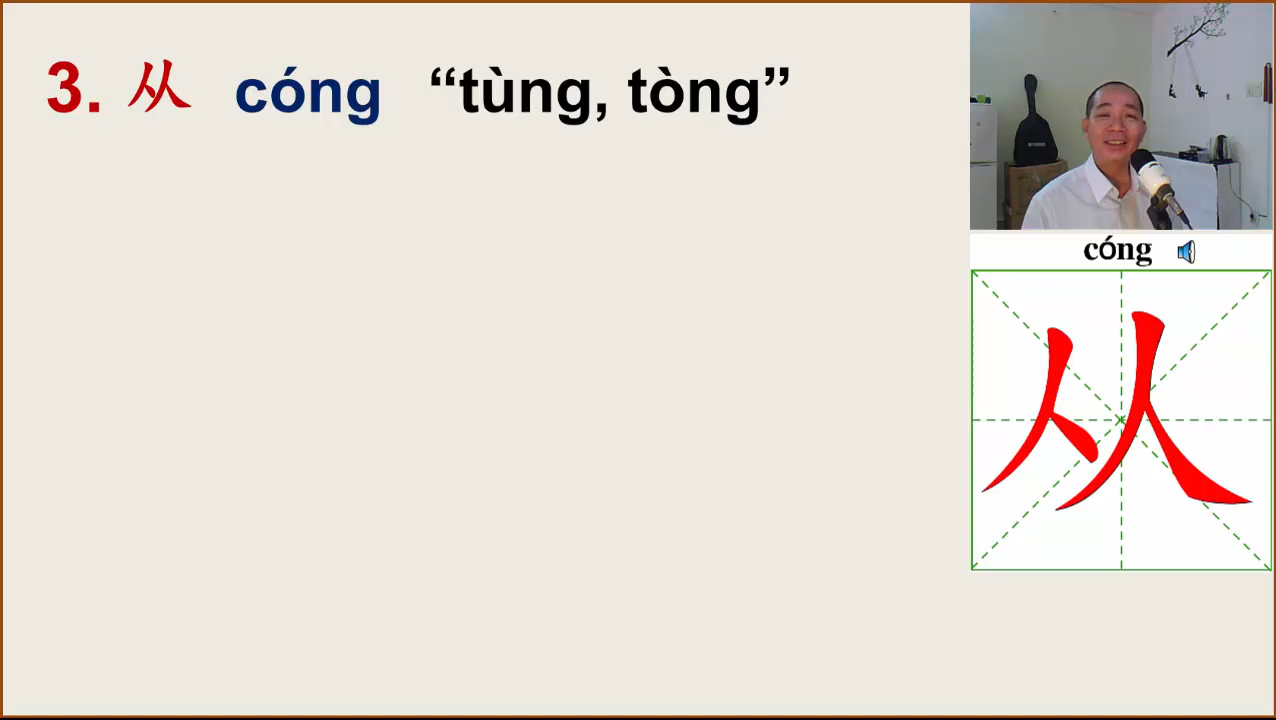 3. 从 cóng “tùng, tòng”
cóng
从